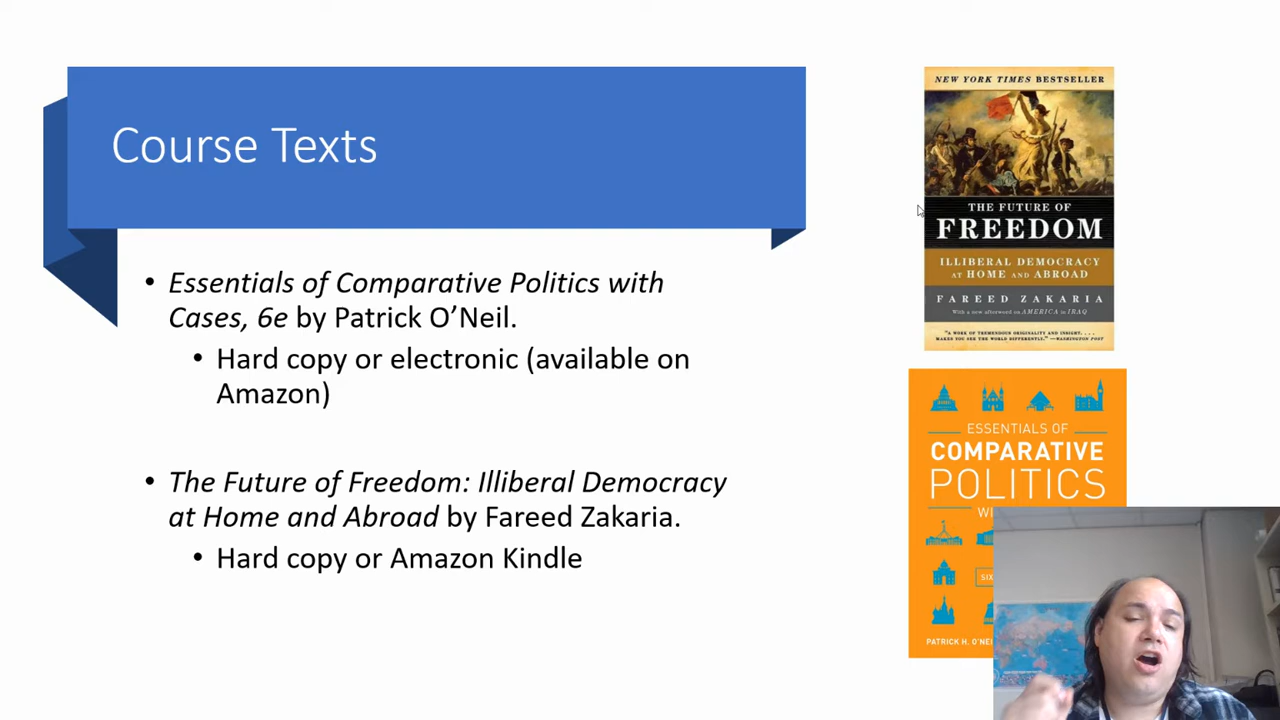 Course Texts
• Essentials of Comparative Politics with
Cases, 6e by Patrick O’Neil.
• Hard copy or electronic (available on
Amazon)
• The Future of Freedom: Illiberal Democracy
at Home and Abroad by Fareed Zakaria.
• Hard copy or Amazon Kindle
NEW YORK TIMES BESTSELLER
THE FUTURE OF
FREEDOM
ILLIBERAL DEMOCRACY
AT HOME AND ABROAD
FAREED ZAKARIA
With a new afterword on AMERICA in IRAQ
"A WORK OF TREMENDOUS ORIGINALITY AND INSIGHT. . . .
MAKES YOU SEE THE WORLD DIFFERENTLY."—WASHINGTON POST
ESSENTIALS OF
COMPARATIVE
POLITICS
WI
SIX
PATRICK H. O'NEI